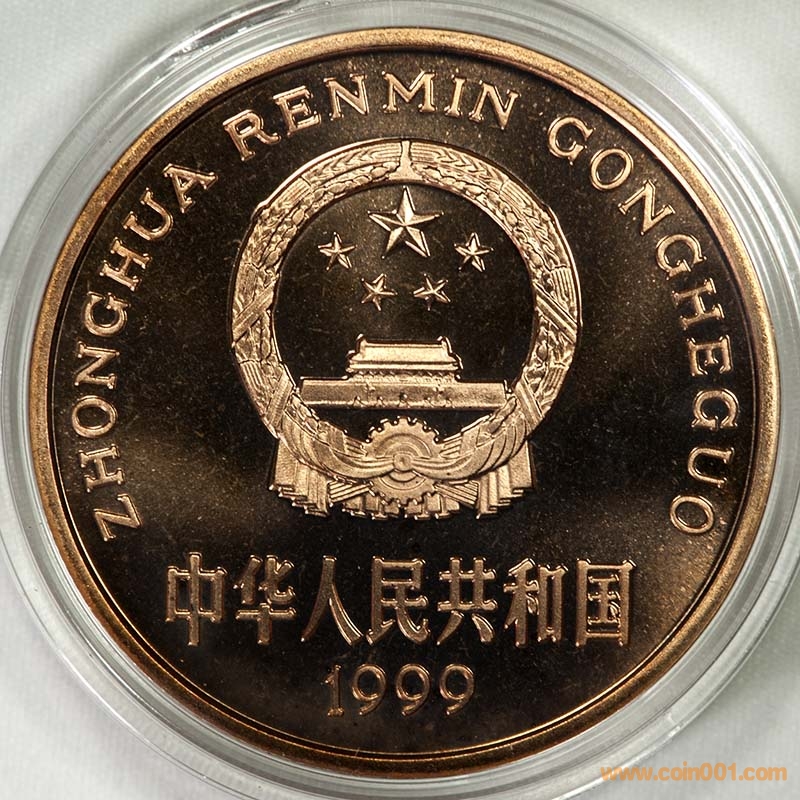 ZHONGHUA RENMIN GONGHEGUO
中华人民共和国
1999
www.coin001.com